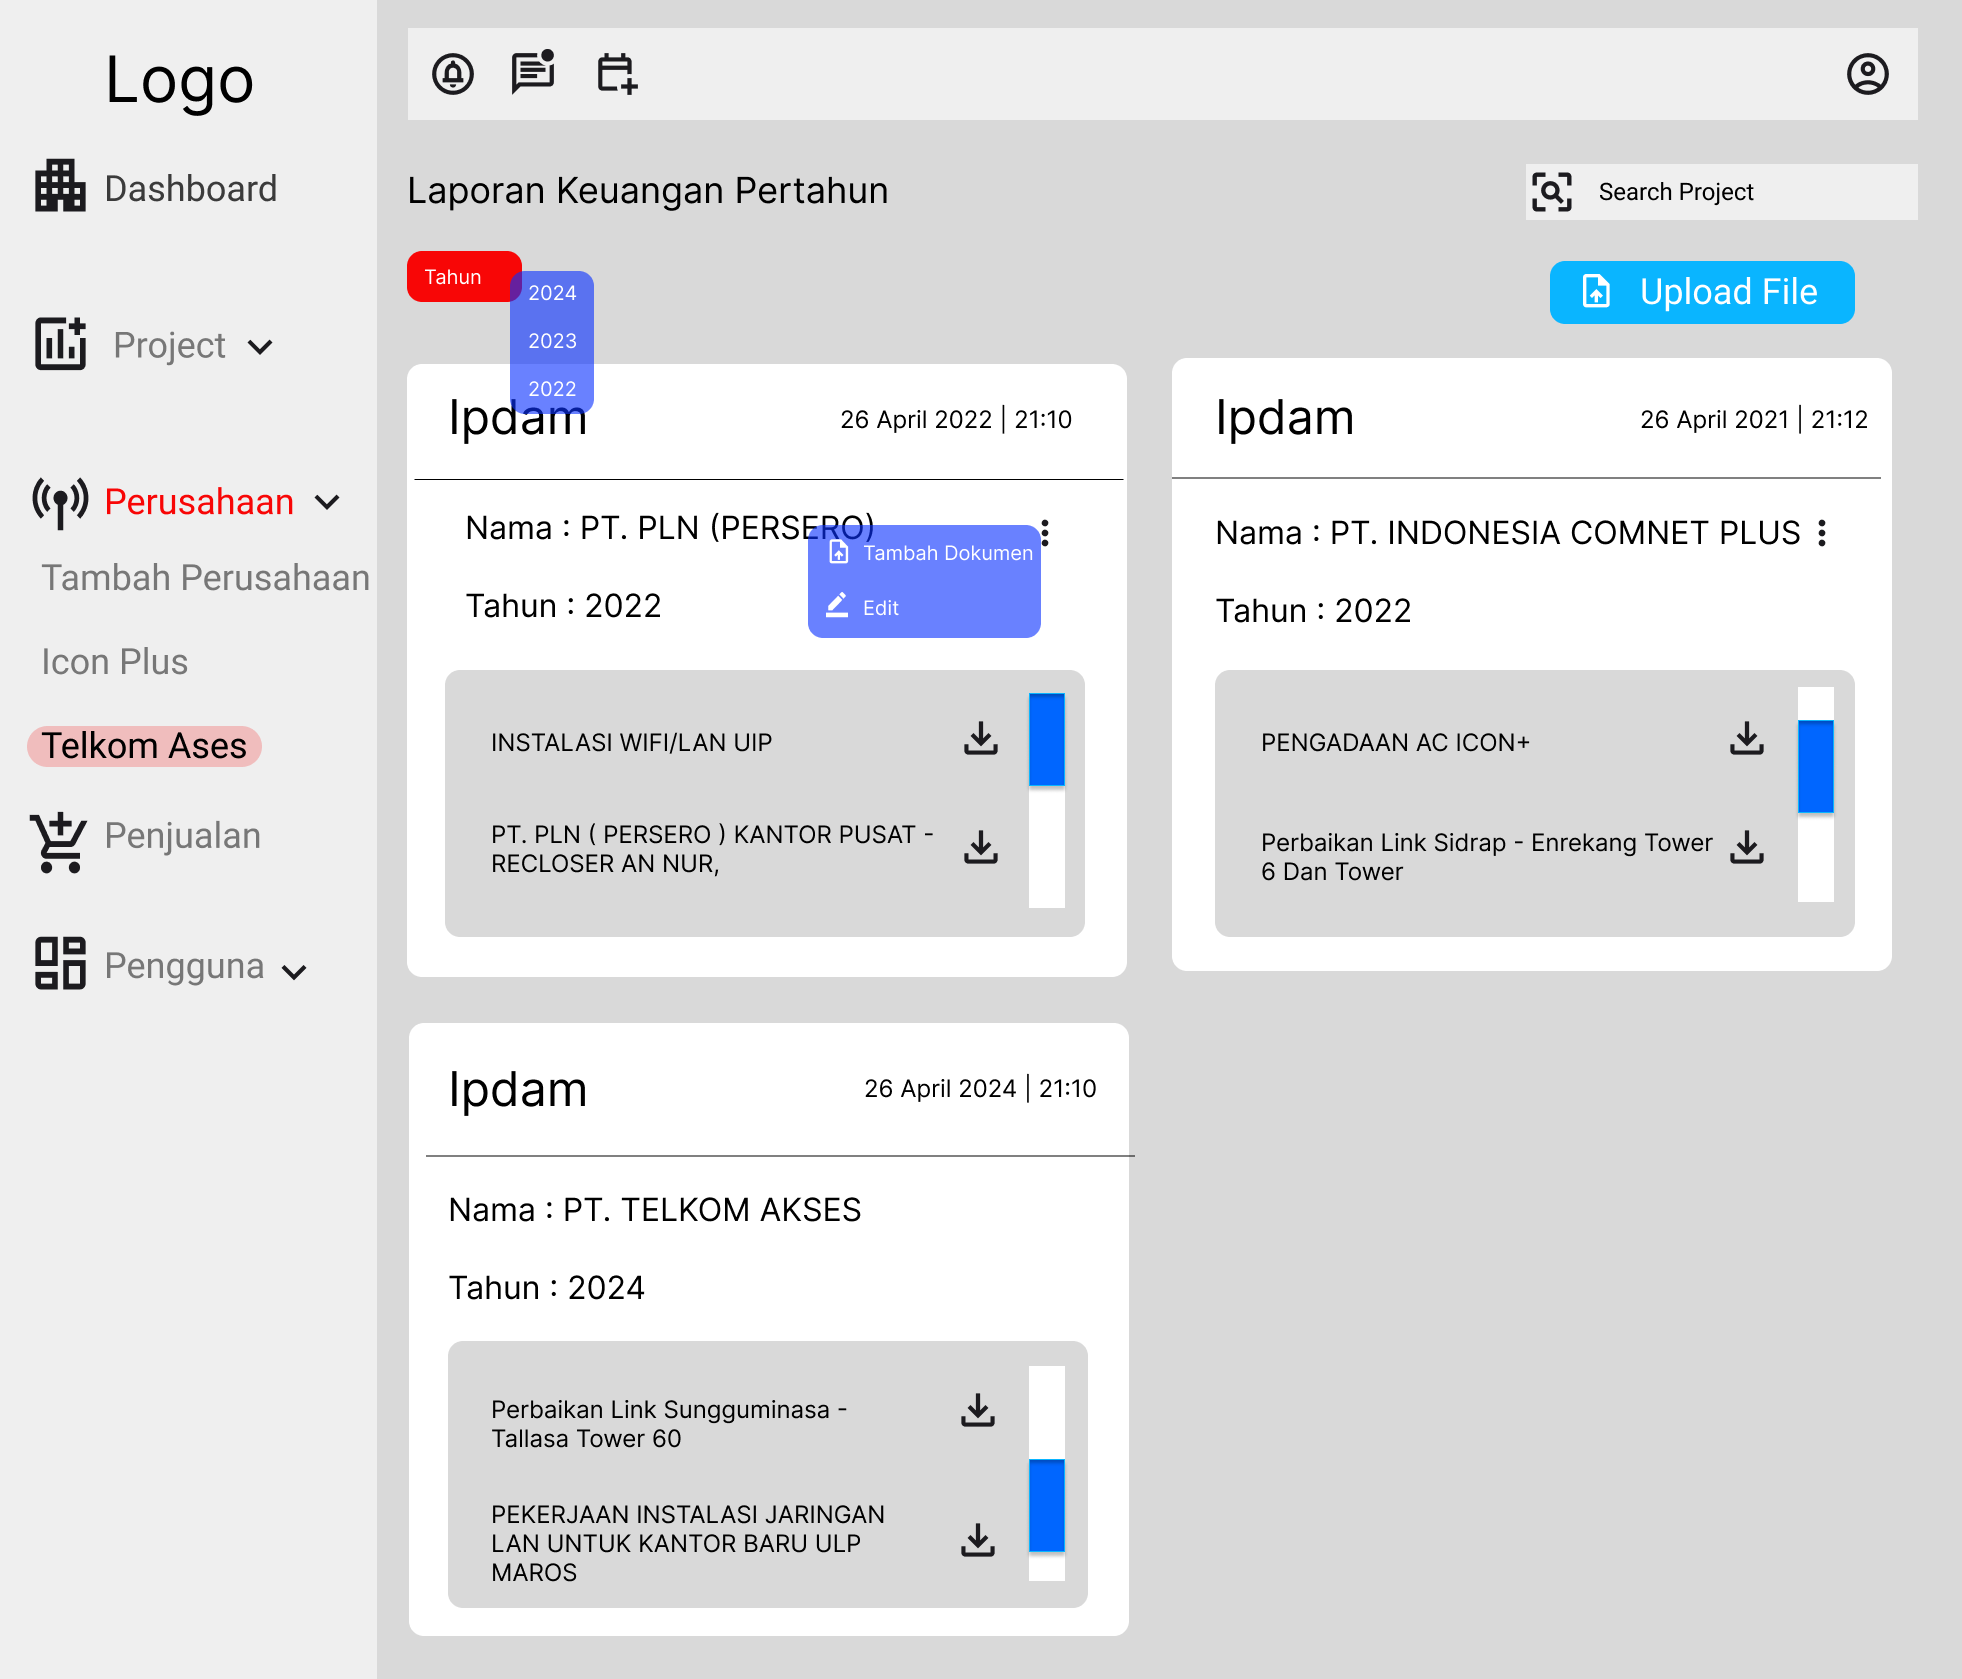 Logo
Dashboard
Project
Perusahaan
Tambah Perusahaan
Icon Plus
Telkom Ases
Penjualan
Pengguna
Laporan Keuangan Pertahun
Search Project
Tahun
2024
2023
2022
Upload File
Ipdam
26 April 2022 | 21:10
Nama : PT. PLN (PERSERO)
Tambah Dokumen
Edit
Tahun : 2022
INSTALASI WIFI/LAN UIP
PT. PLN ( PERSERO ) KANTOR PUSAT -
RECLOSER AN NUR,
Ipdam
26 April 2021 | 21:12
Nama : PT. INDONESIA COMNET PLUS
Tahun : 2022
PENGADAAN AC ICON+
Perbaikan Link Sidrap - Enrekang Tower
6 Dan Tower
Ipdam
26 April 2024 | 21:10
Nama : PT. TELKOM AKSES
Tahun : 2024
Perbaikan Link Sungguminasa -
Tallasa Tower 60
PEKERJAAN INSTALASI JARINGAN
LAN UNTUK KANTOR BARU ULP
MAROS